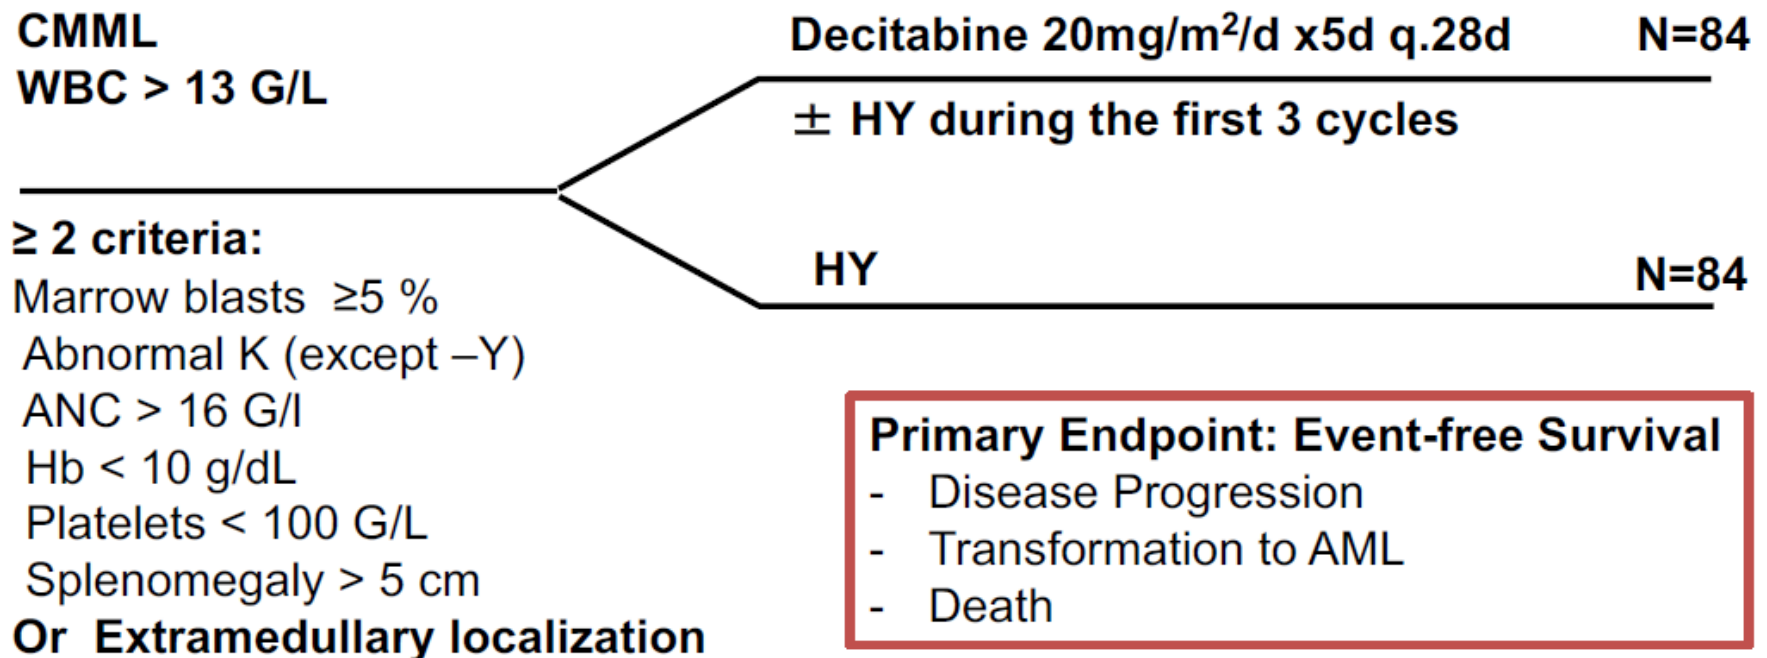 CMML
WBC > 13 G/L
≥ 2 criteria:
Marrow blasts ≥5 %
Abnormal K (except –Y)
ANC > 16 G/l
Hb < 10 g/dL
Platelets < 100 G/L
Splenomegaly > 5 cm
Or Extramedullary localization
Decitabine 20mg/m²/d x5d q.28d N=84
± HY during the first 3 cycles
HY N=84
Primary Endpoint: Event-free Survival
- Disease Progression
- Transformation to AML
- Death